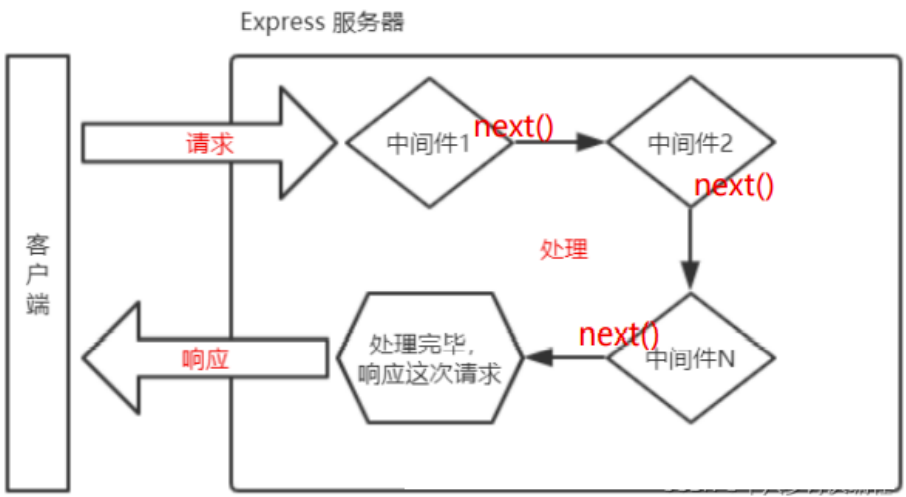 Express 服务器
客
户
端
请求
中间件1
next()
中间件2
next()
处理
响应
处理完毕,
响应这次请求
next()
中间件N